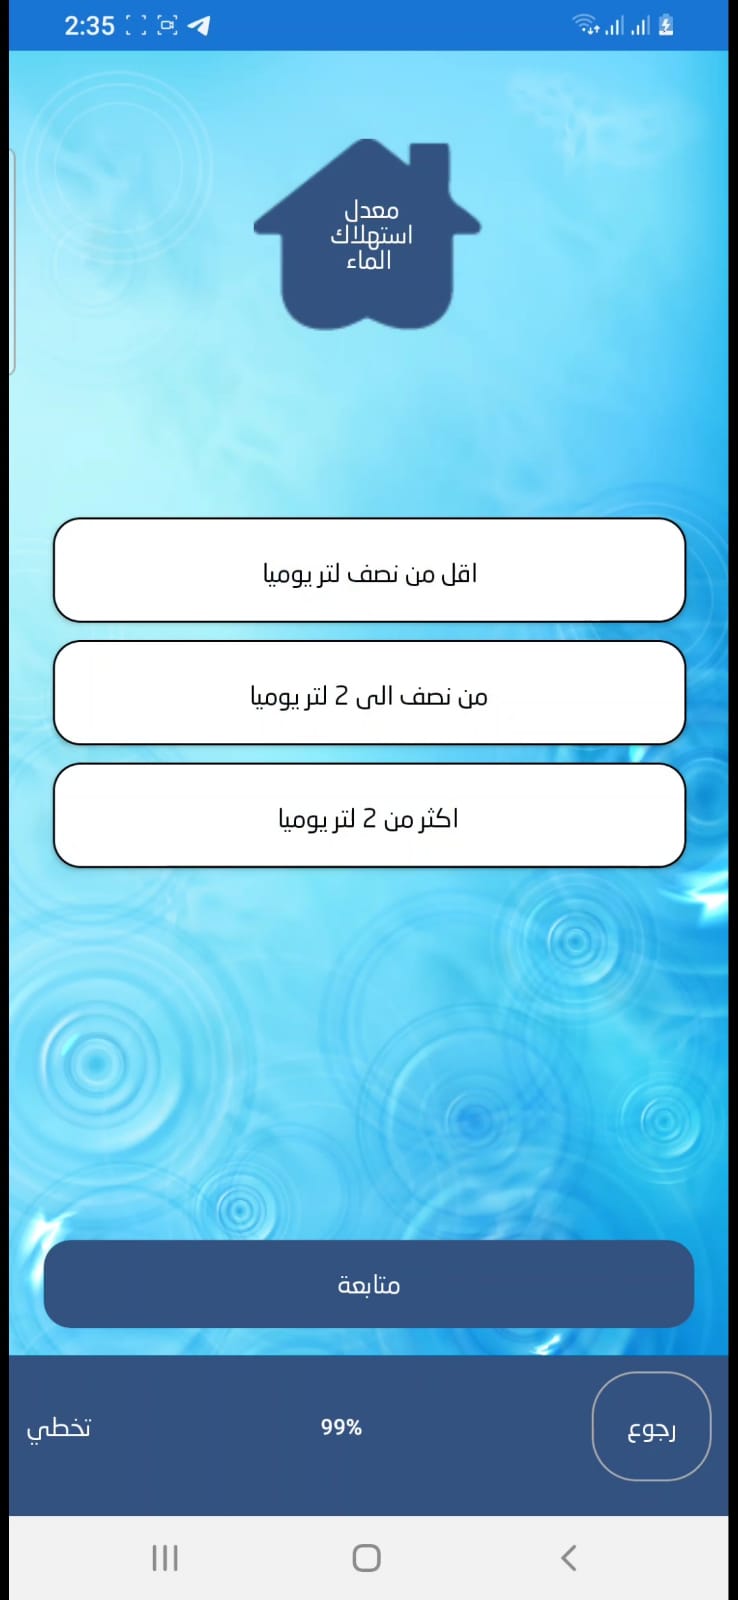 2:35
معدل
استهلاك
الماء
اقل من نصف لتر يوميا
من نصف الى 2 لتر يوميا
اكثر من 2 لتر يوميا
متابعة
رجوع
99%
تخطي